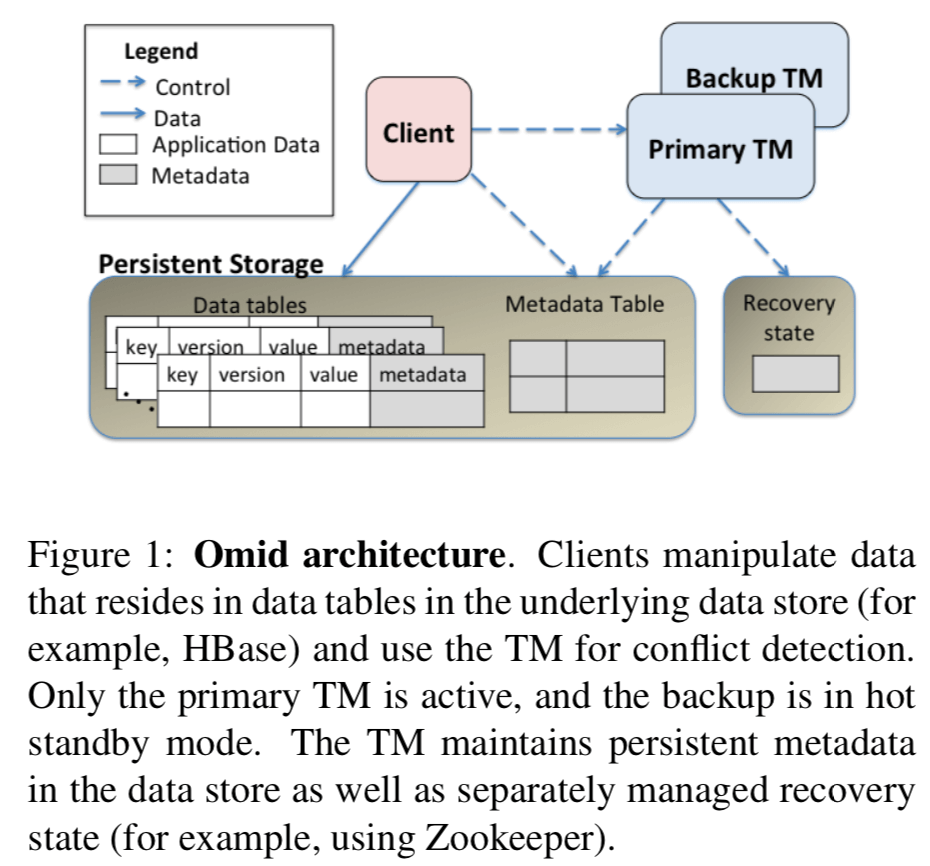 Legend
Control
Data
Application Data
Metadata
Client
Backup TM
Primary TM
Persistent Storage
Data tables
key version value metadata
key version value metadata
Metadata Table
Recovery
state
Figure 1: Omid architecture. Clients manipulate data
that resides in data tables in the underlying data store (for
example, HBase) and use the TM for conflict detection.
Only the primary TM is active, and the backup is in hot
standby mode. The TM maintains persistent metadata
in the data store as well as separately managed recovery
state (for example, using Zookeeper).